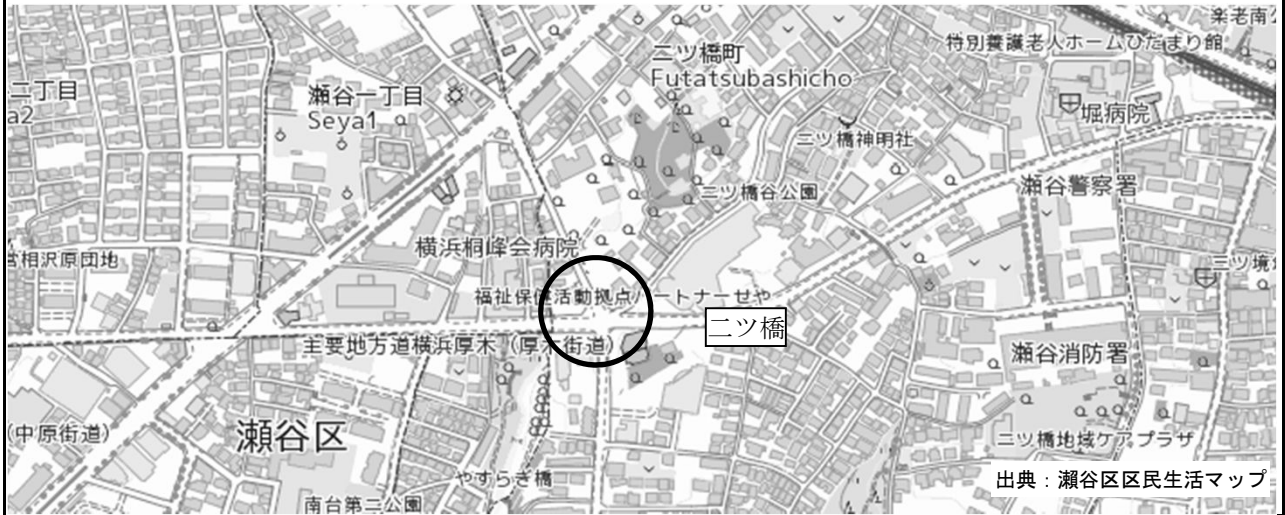 楽老南
特別養護老人ホームひだまり館
二ツ橋町
Futatsubashicho
二丁目
a2
瀬谷一丁目
Seya1
堀病院
二ツ橋神明社
瀬谷警察署
二ツ橋谷公園
横浜桐峰会病院
相沢原団地
三ツ境
福祉保健活動拠点パートナーせや
二ツ橋
主要地方道横浜厚木（厚木街道）
瀬谷消防署
（中原街道）
瀬谷区
二ツ橋地域ケアプラザ
やすらぎ橋
出典：瀬谷区区民生活マップ
南台第二公園